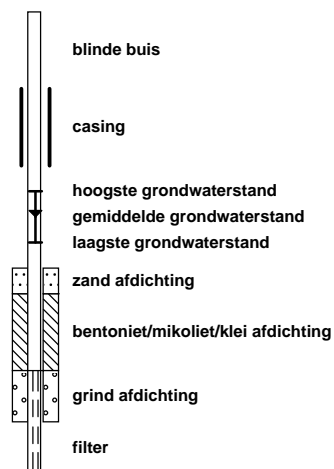 blinde buis
casing
hoogste grondwaterstand
gemiddelde grondwaterstand
laagste grondwaterstand
zand afdichting
bentoniet/mikoliet/klei afdichting
grind afdichting
filter